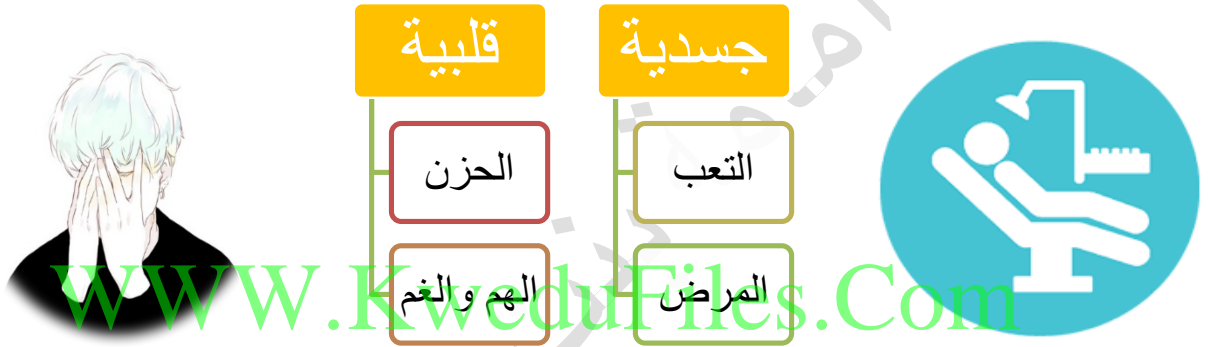 جسدية
التعب
المرض
قلبية
الحزن
الهم والغم
WWW.KweduFiles.Com